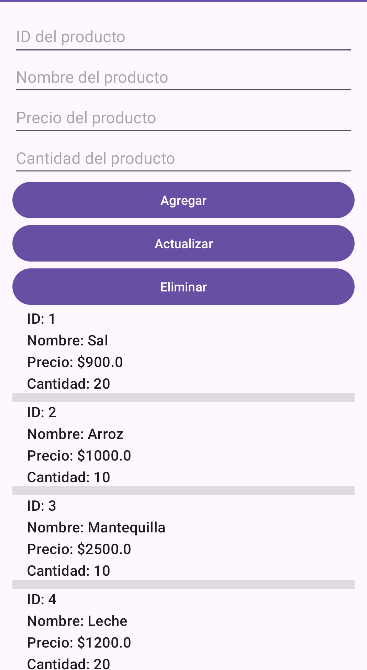 ID del producto
Nombre del producto
Precio del producto
Cantidad del producto
Agregar
Actualizar
Eliminar
ID: 1
Nombre: Sal
Precio: $900.0
Cantidad: 20
ID: 2
Nombre: Arroz
Precio: $1000.0
Cantidad: 10
ID: 3
Nombre: Mantequilla
Precio: $2500.0
Cantidad: 10
ID: 4
Nombre: Leche
Precio: $1200.0
Cantidad: 20